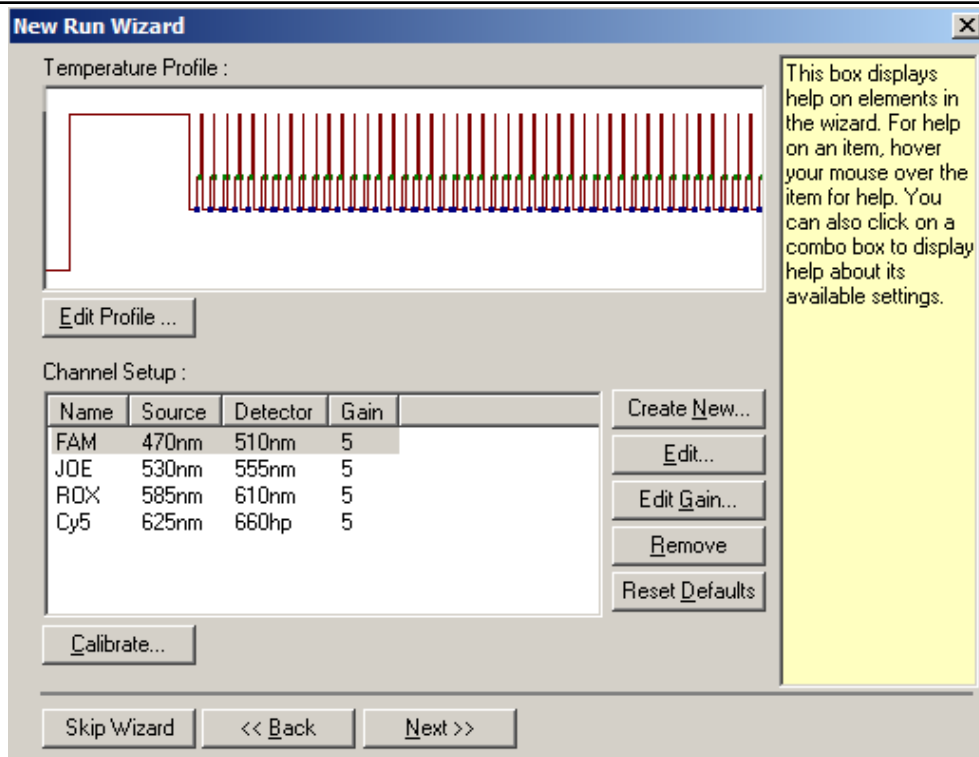 New Run Wizard
Temperature Profile :
Edit Profile ...
Channel Setup :
Name Source Detector Gain
FAM 470nm 510nm 5
JOE 530nm 555nm 5
ROX 585nm 610nm 5
Cy5 625nm 660hp 5
Create New...
Edit...
Edit Gain...
Remove
Reset Defaults
Calibrate...
Skip Wizard
<< Back
Next >>
This box displays
help on elements in
the wizard. For help
on an item, hover
your mouse over the
item for help. You
can also click on a
combo box to display
help about its
available settings.